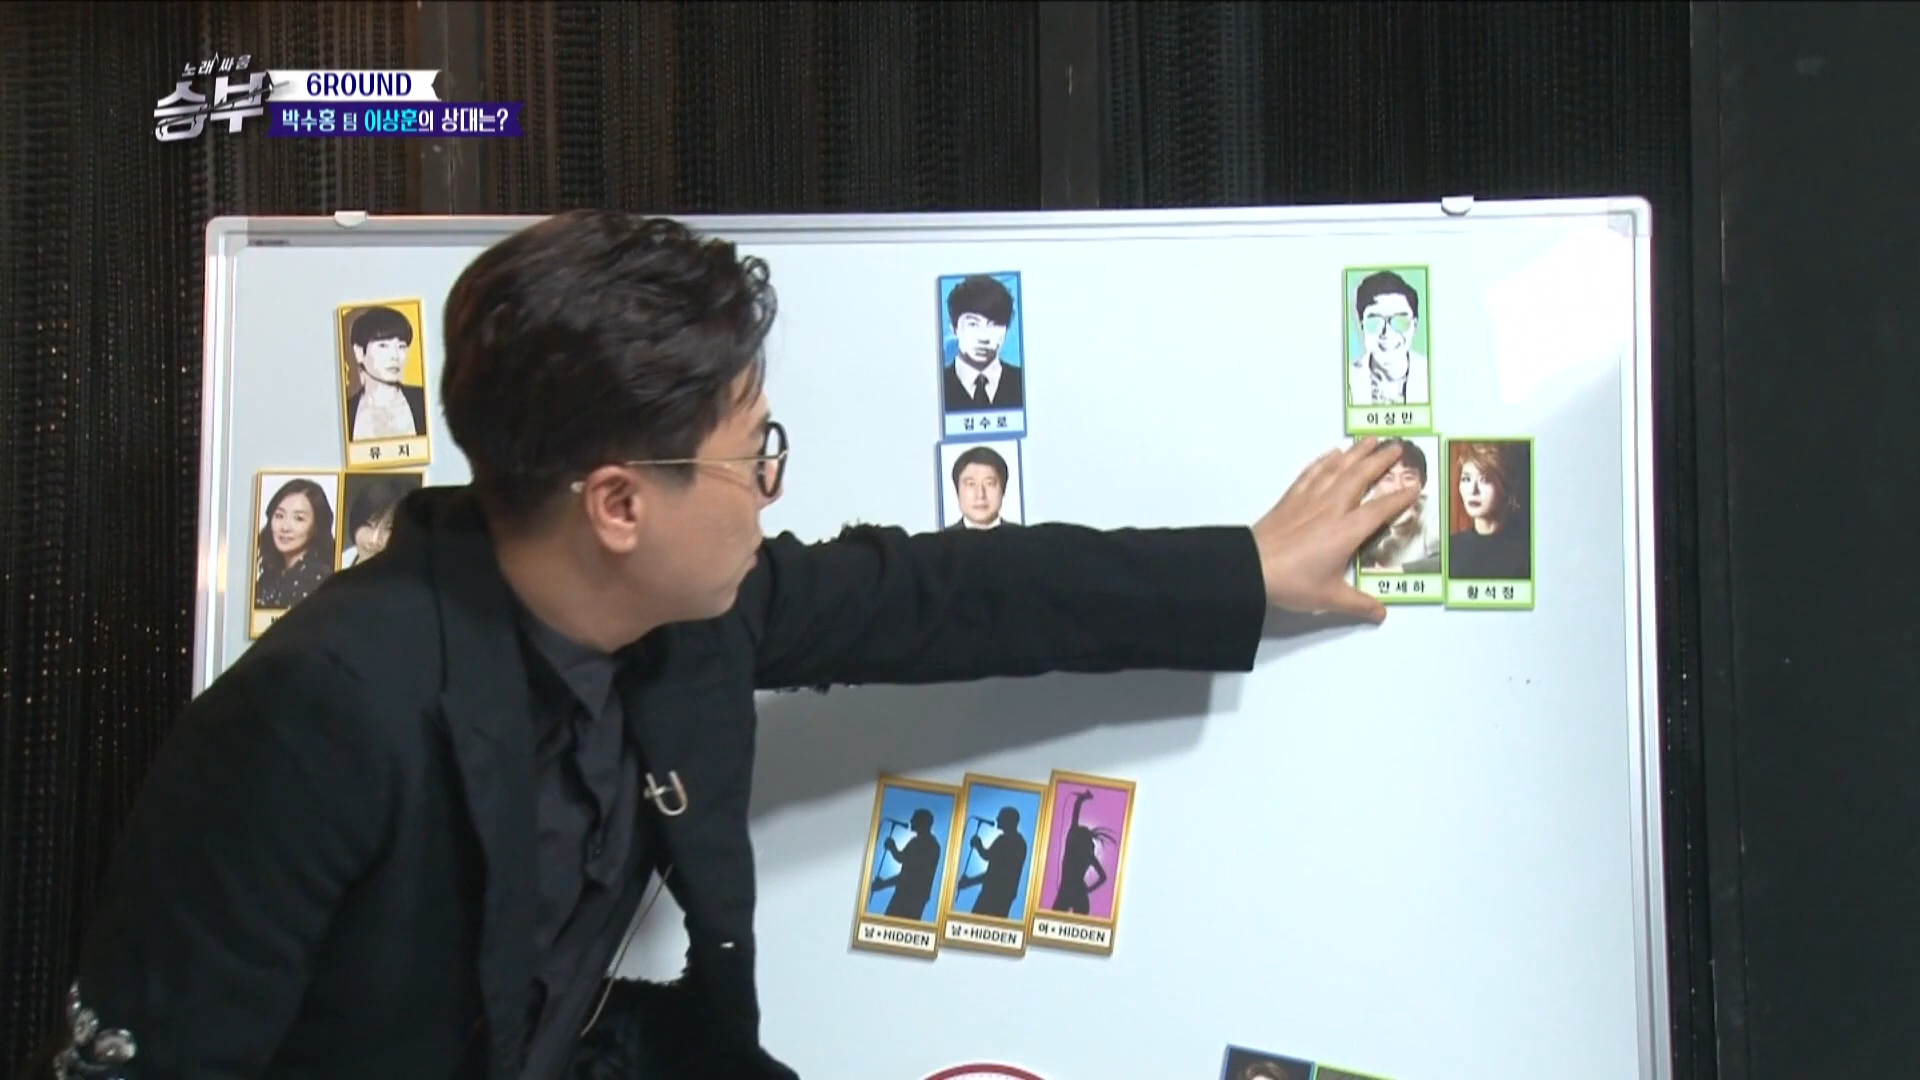 노래싸움
승부
6ROUND
박수홍 팀 이상훈의 상대는?
뮤 지
김 수 로
이 상 민
안 세 하
황 석 정
남★HIDDEN
남★HIDDEN
여★HIDDEN